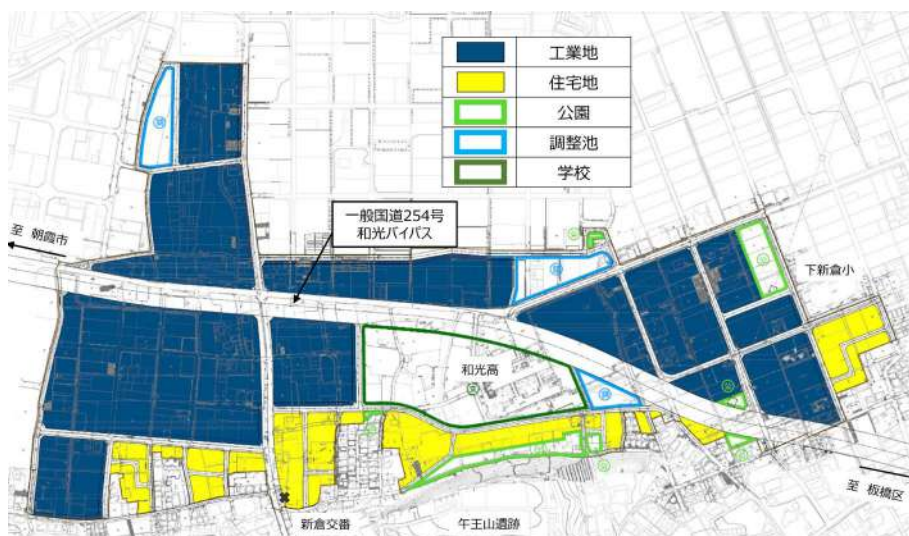 工業地
住宅地
公園
調整池
学校
一般国道254号
和光バイパス
至 朝霞市
下新倉小
和光高
至 板橋区
新倉交番
午王山遺跡